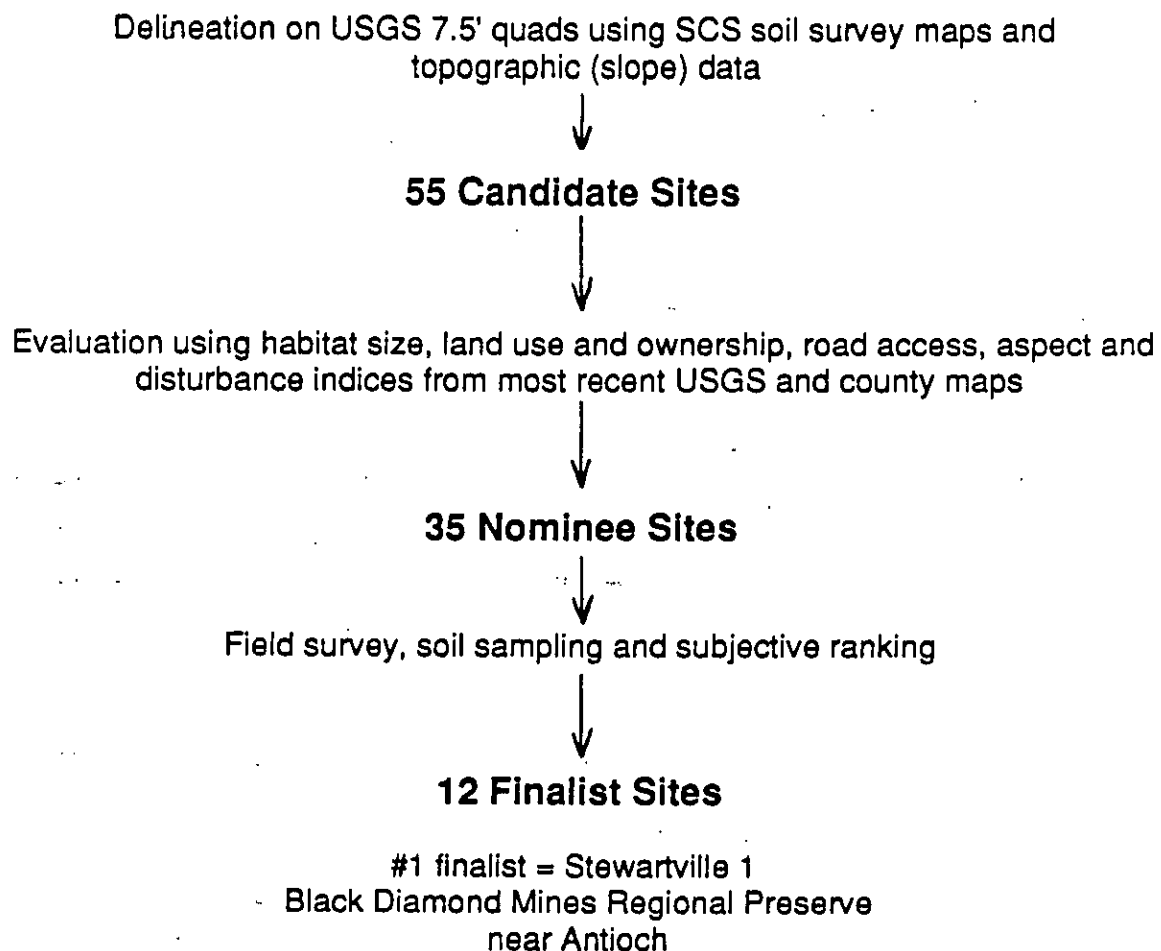 Delineation on USGS 7.5' quads using SCS soil survey maps and
topographic (slope) data
55 Candidate Sites
Evaluation using habitat size, land use and ownership, road access, aspect and
disturbance indices from most recent USGS and county maps
35 Nominee Sites
Field survey, soil sampling and subjective ranking
12 Finalist Sites
#1 finalist = Stewartville 1
Black Diamond Mines Regional Preserve
near Antioch